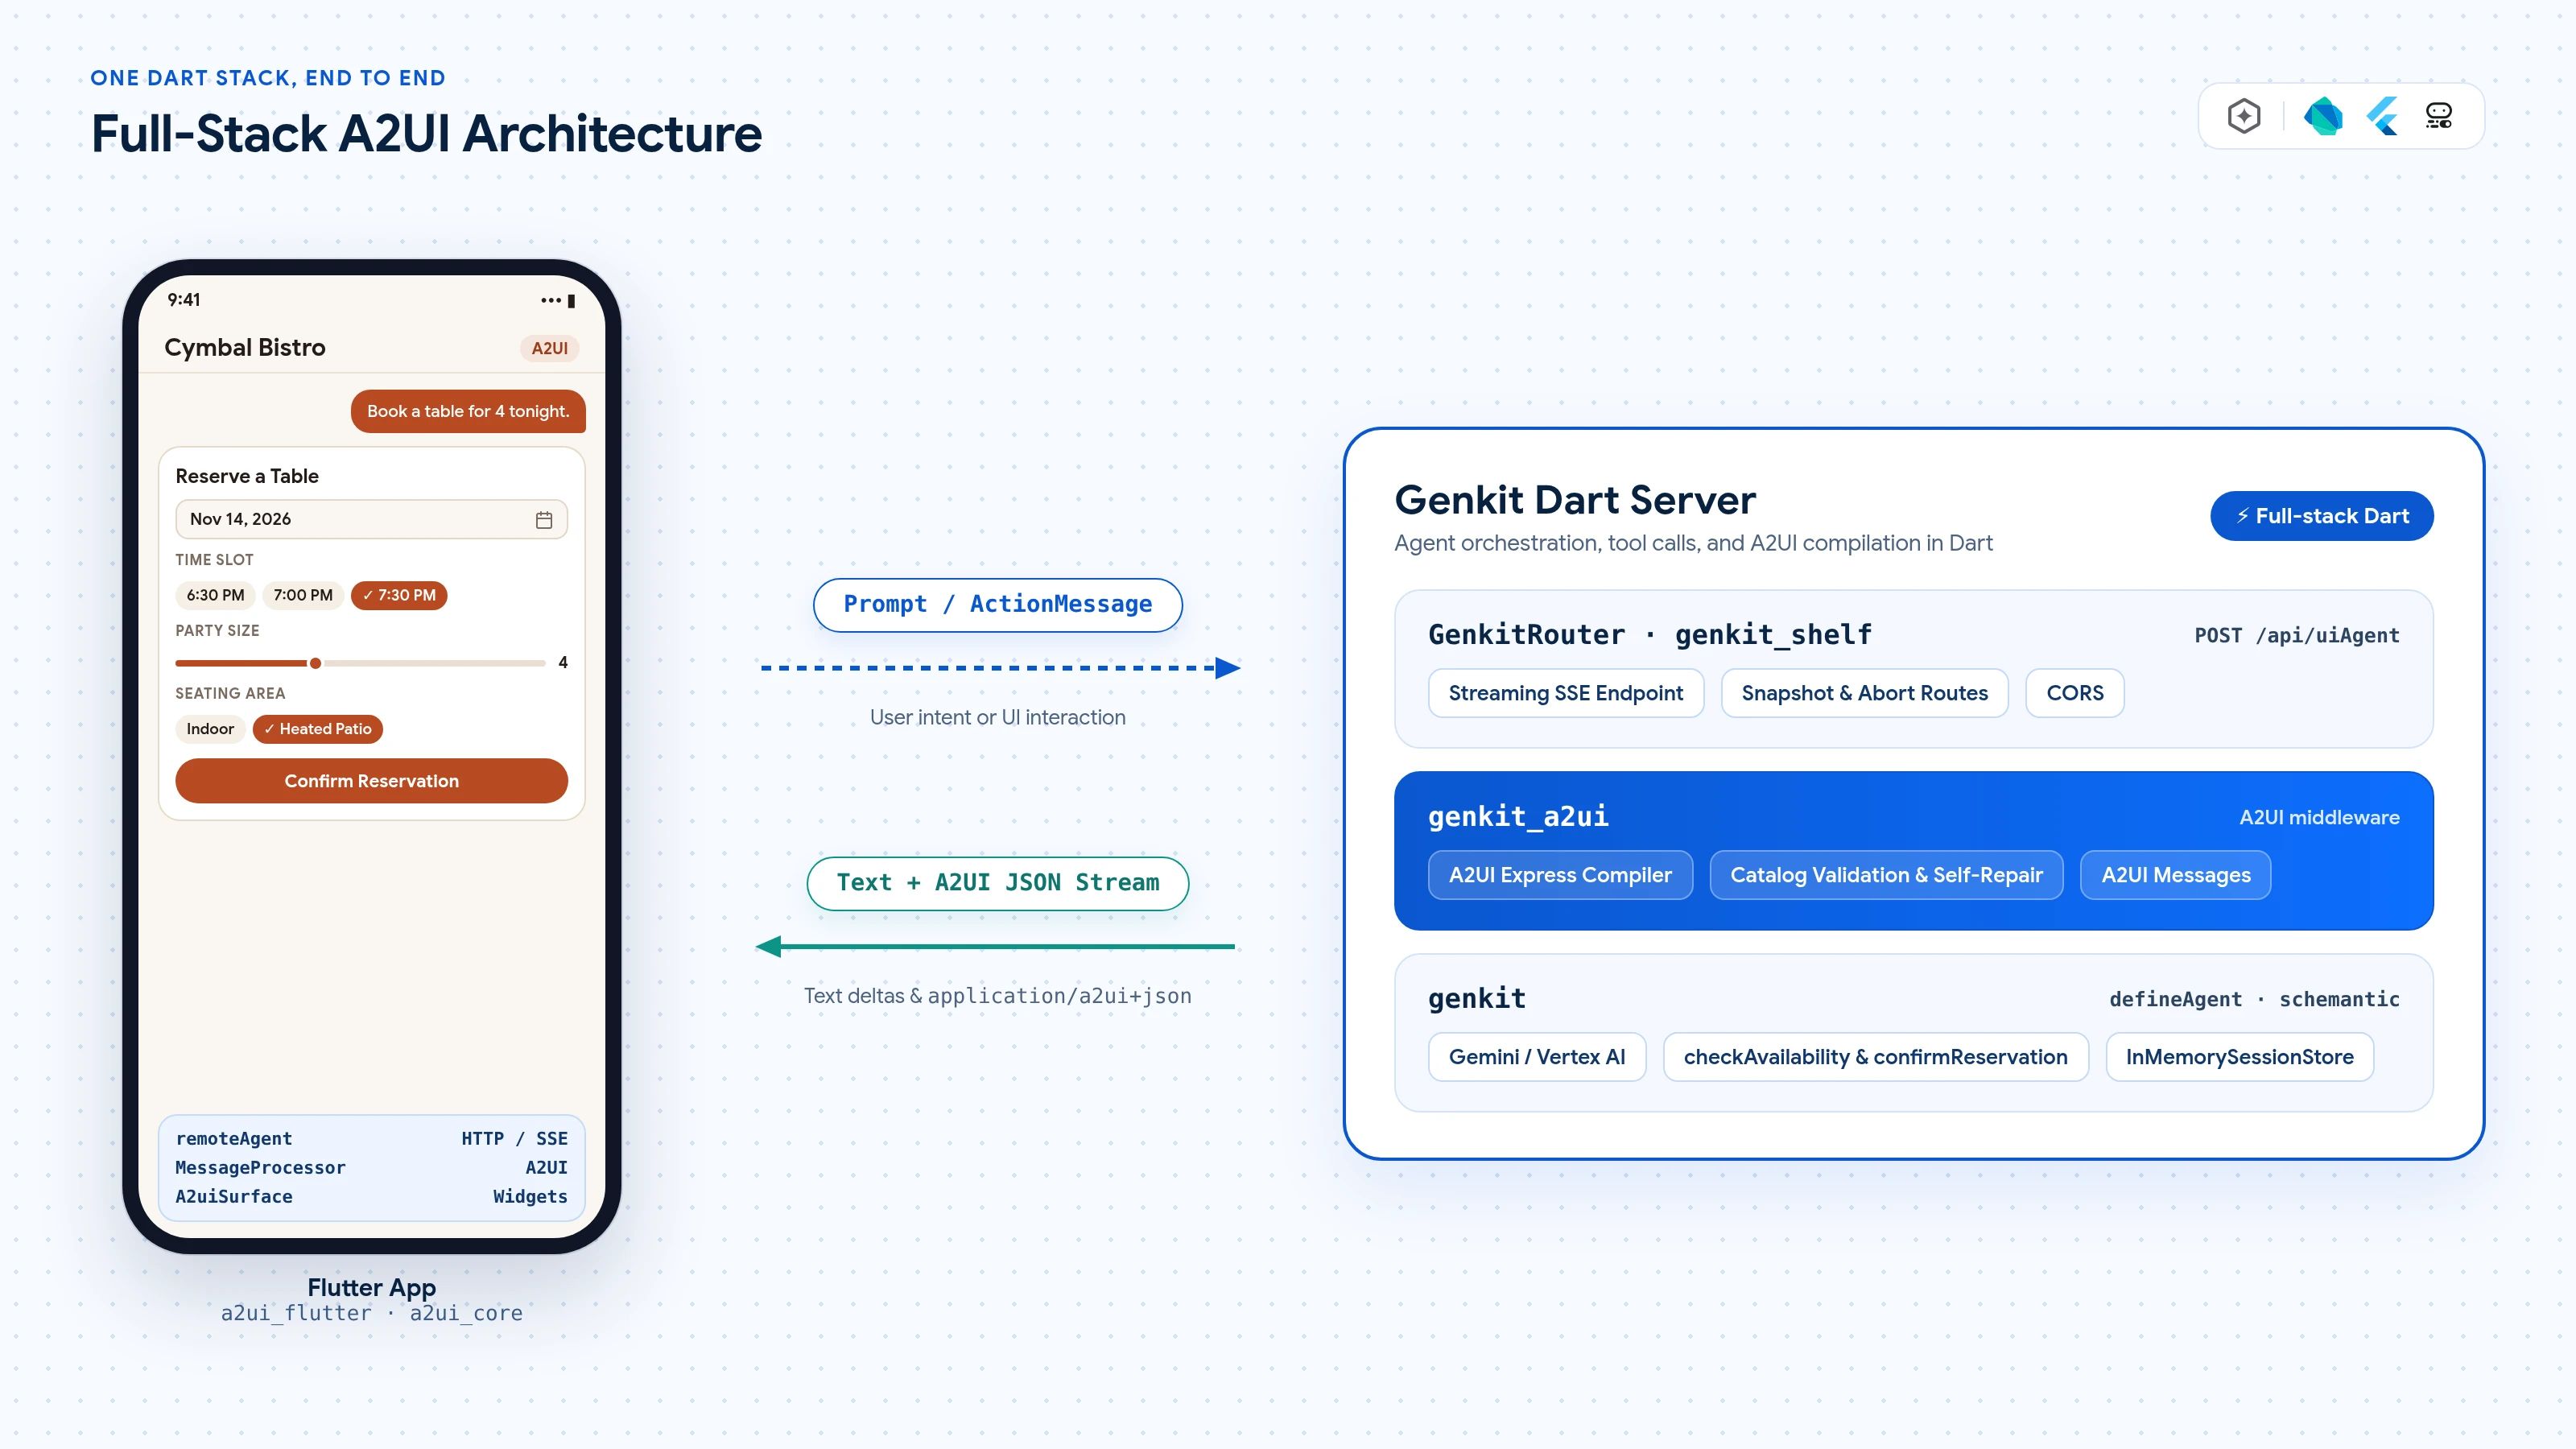 ONE DART STACK, END TO END
Full-Stack A2UI Architecture
9:41
Cymbal Bistro A2UI
Book a table for 4 tonight.
Reserve a Table
Nov 14, 2026
TIME SLOT
6:30 PM 7:00 PM ✓ 7:30 PM
PARTY SIZE
4
SEATING AREA
Indoor ✓ Heated Patio
Confirm Reservation
remoteAgent HTTP / SSE
MessageProcessor A2UI
A2uiSurface Widgets
Flutter App
a2ui_flutter · a2ui_core
Prompt / ActionMessage
User intent or UI interaction
Text + A2UI JSON Stream
Text deltas & application/a2ui+json
Genkit Dart Server
Agent orchestration, tool calls, and A2UI compilation in Dart
⚡ Full-stack Dart
GenkitRouter · genkit_shelf POST /api/uiAgent
Streaming SSE Endpoint Snapshot & Abort Routes CORS
genkit_a2ui A2UI middleware
A2UI Express Compiler Catalog Validation & Self-Repair A2UI Messages
genkit defineAgent · schemantic
Gemini / Vertex AI checkAvailability & confirmReservation InMemorySessionStore